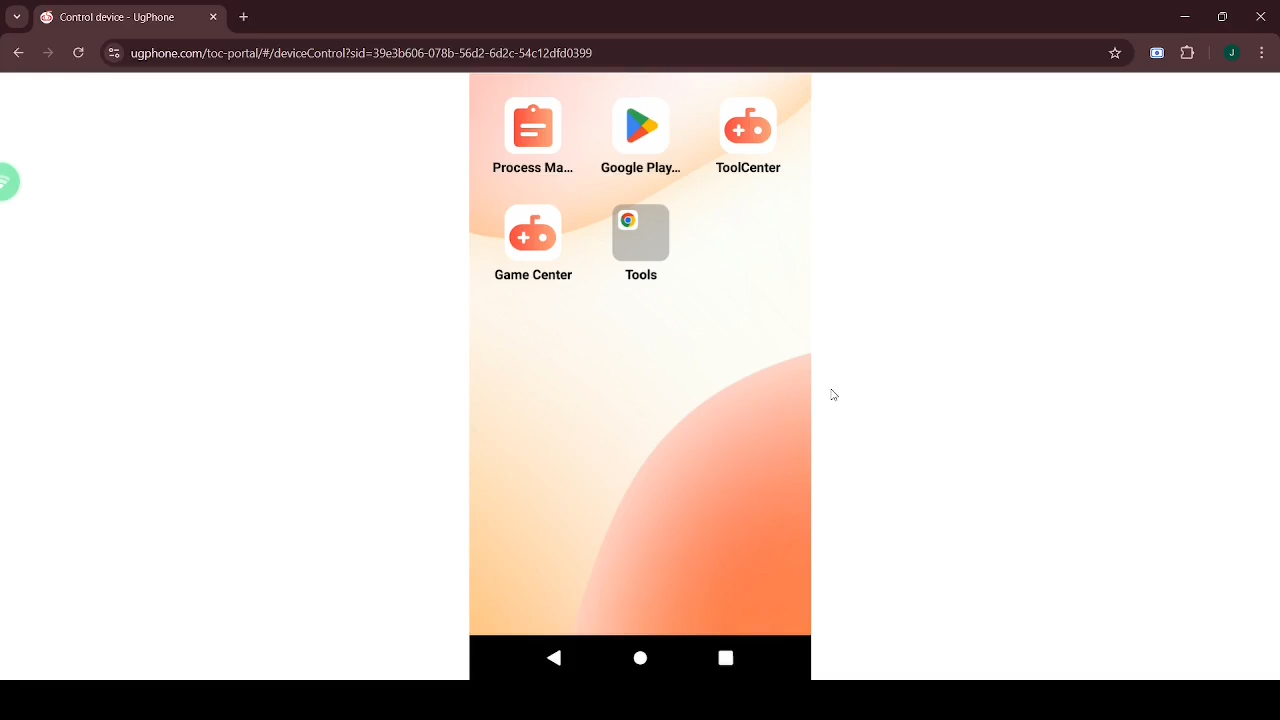 Control device - UgPhone
ugphone.com/toc-portal/#/deviceControl?sid=39e3b606-078b-56d2-6d2c-54c12dfd0399
J
Process Ma...
Google Play...
ToolCenter
Game Center
Tools